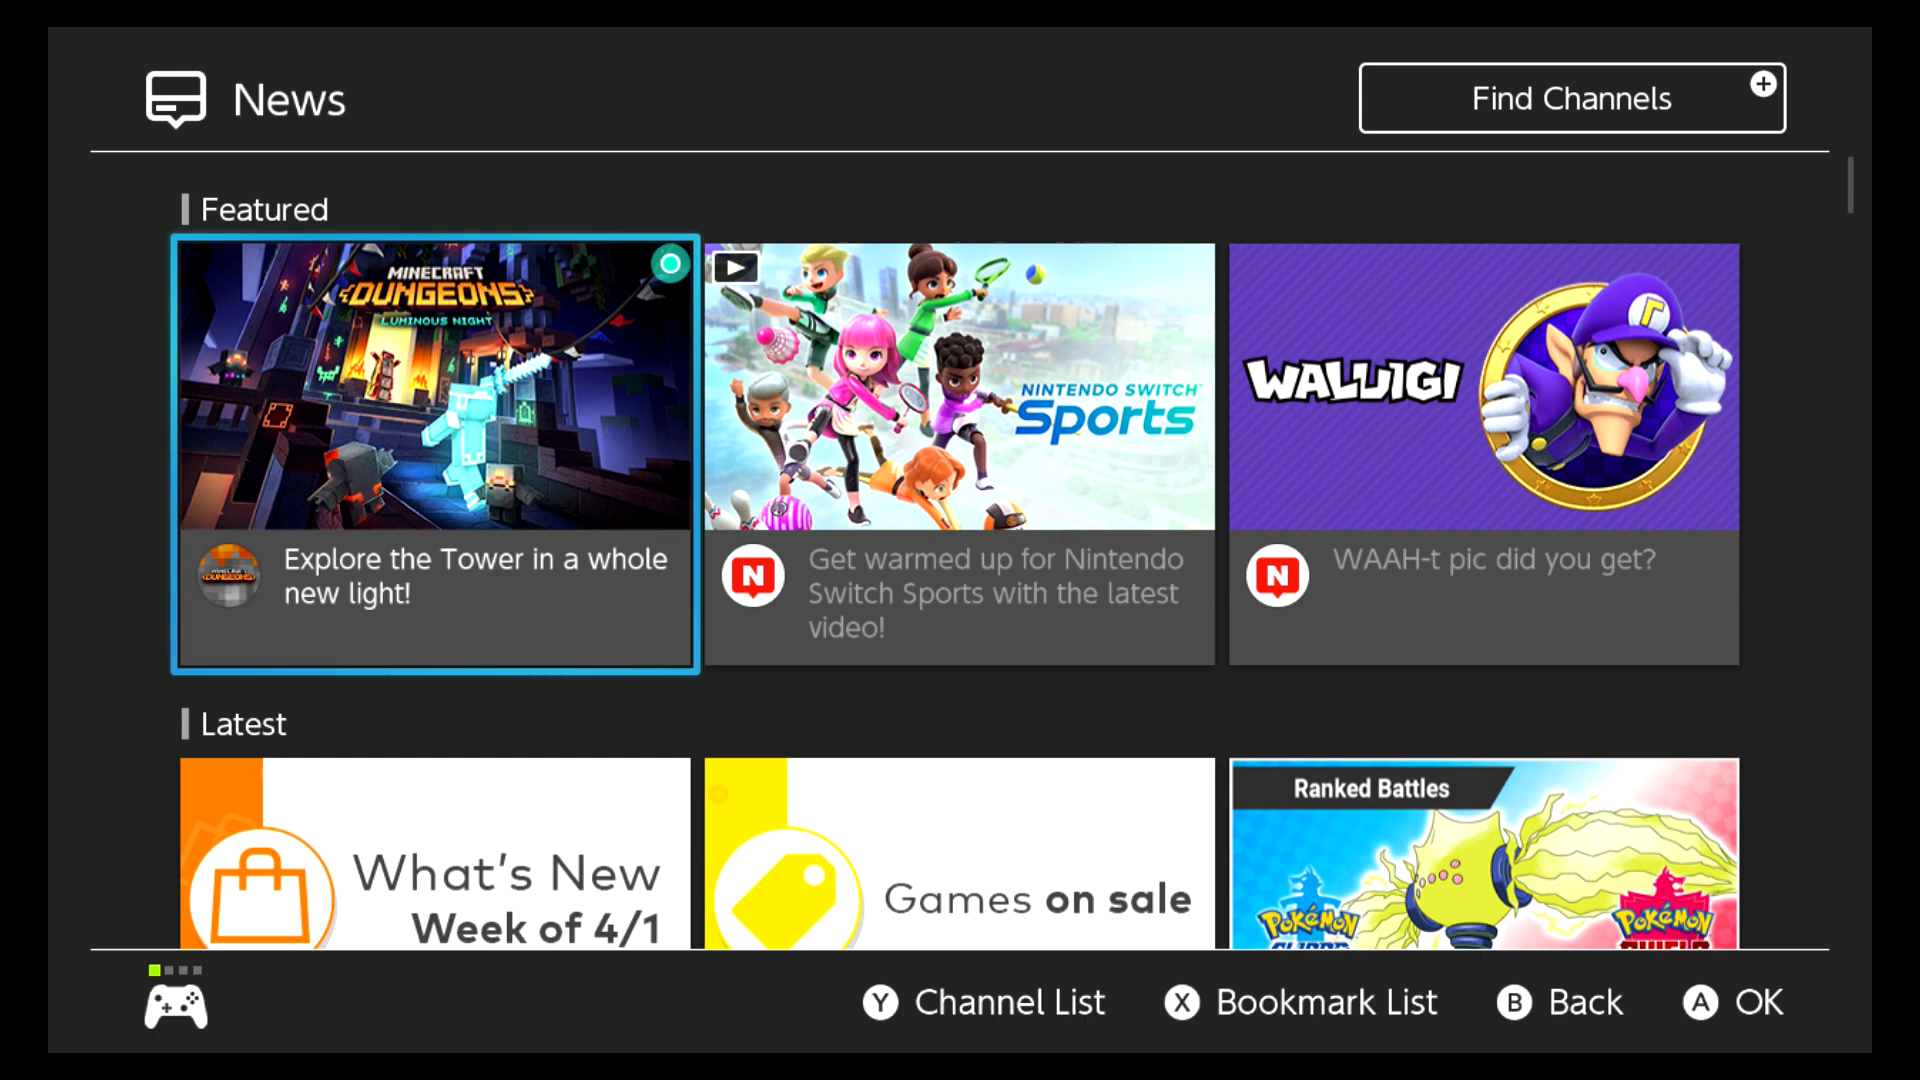 News
Find Channels
Featured
MINECRAFT
DUNGEONS
LUMINOUS NIGHT
Explore the Tower in a whole
new light!
NINTENDO SWITCH
Sports
N
Get warmed up for Nintendo
Switch Sports with the latest
video!
WALUIGI
N
WAAH-t pic did you get?
Latest
What's New
Week of 4/1
Games on sale
Ranked Battles
Pokémon
Pokémon
SHIELD
Y Channel List
X Bookmark List
B Back
A OK